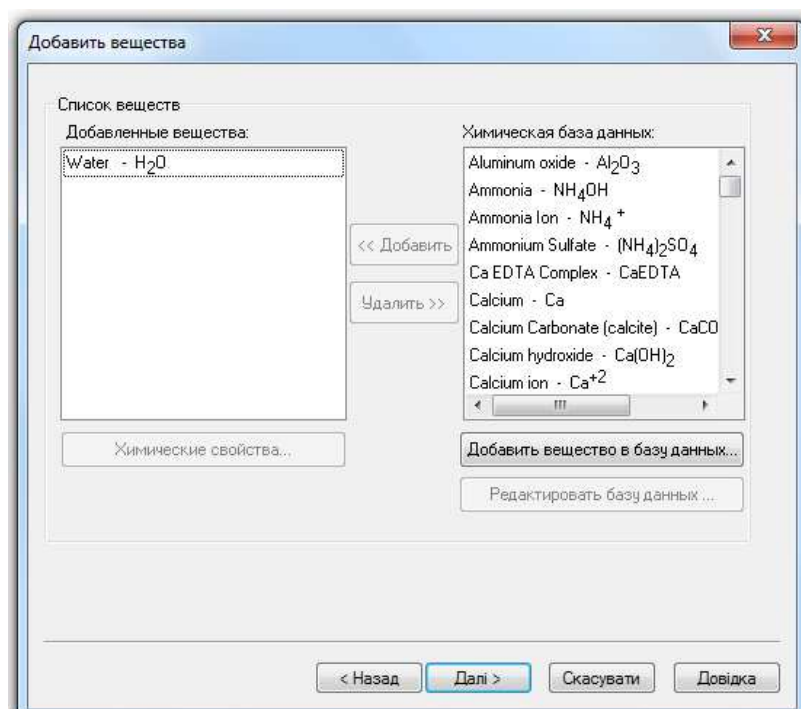 Добавить вещества
Список веществ
Добавленные вещества:
Water - H₂O
<< Добавить
Удалить >>
Химические свойства...
Химическая база данных:
Aluminum oxide - Al₂O₃
Ammonia - NH₄OH
Ammonia Ion - NH₄⁺
Ammonium Sulfate - (NH₄)₂SO₄
Ca EDTA Complex - CaEDTA
Calcium - Ca
Calcium Carbonate (calcite) - CaCO
Calcium hydroxide - Ca(OH)₂
Calcium ion - Ca⁺²
Добавить вещество в базу данных...
Редактировать базу данных ...
< Назад
Далі >
Скасувати
Довідка